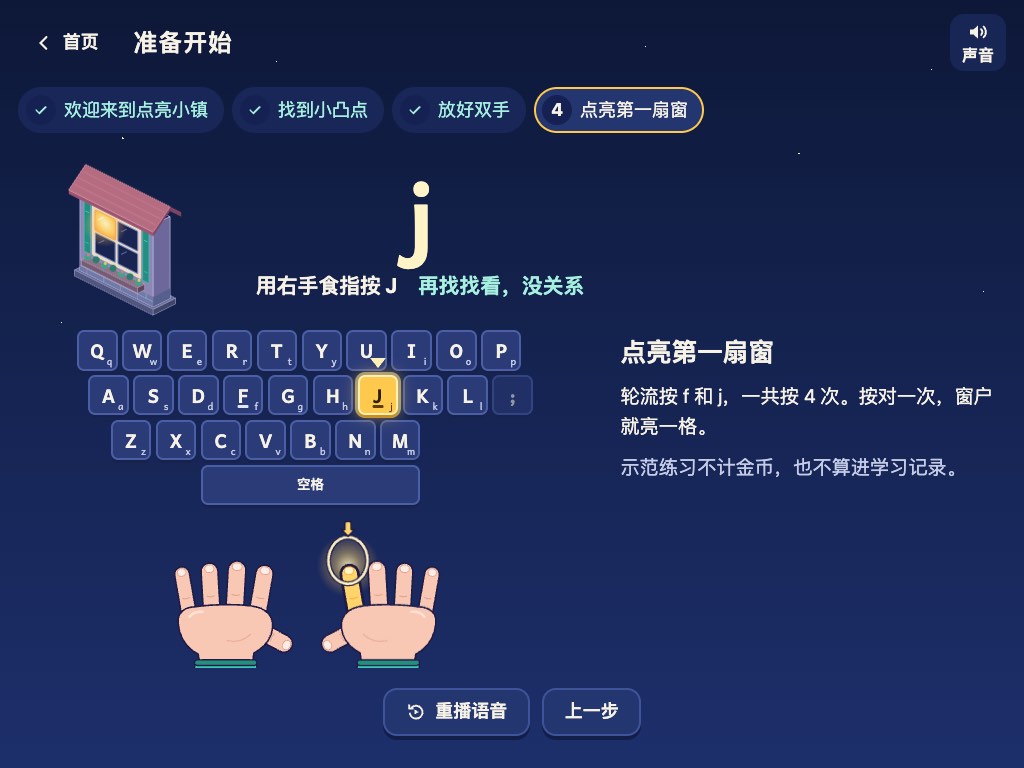 首页
准备开始
声音
欢迎来到点亮小镇
找到小凸点
放好双手
4 点亮第一扇窗
j
用右手食指按 J 再找找看，没关系
Q q W w E e R r T t Y y U I i O o P p
A a S s D d F f G g H h J j K k L l ;
Z z X x C c V v B b N n M m
空格
点亮第一扇窗
轮流按 f 和 j，一共按 4 次。按对一次，窗户
就亮一格。
示范练习不计金币，也不算进学习记录。
重播语音
上一步